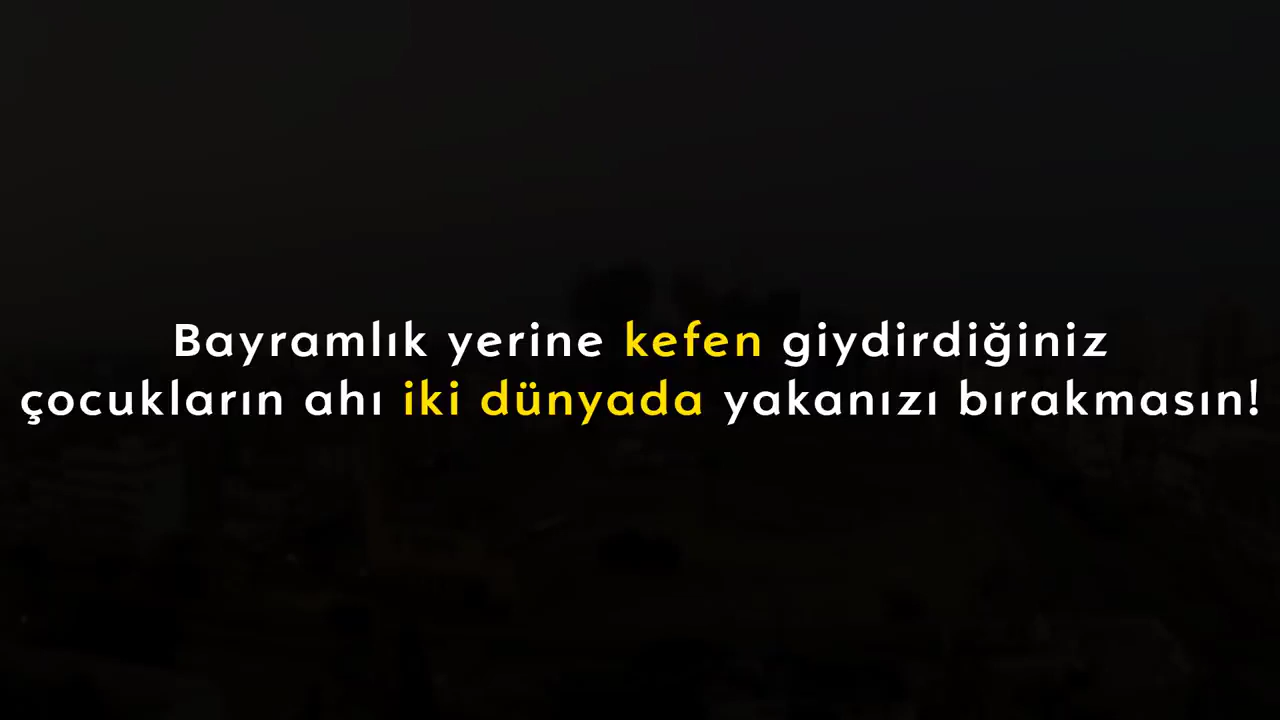 Bayramlık yerine kefen giydirdiğiniz
çocukların ahı iki dünyada yakanızı bırakmasın!